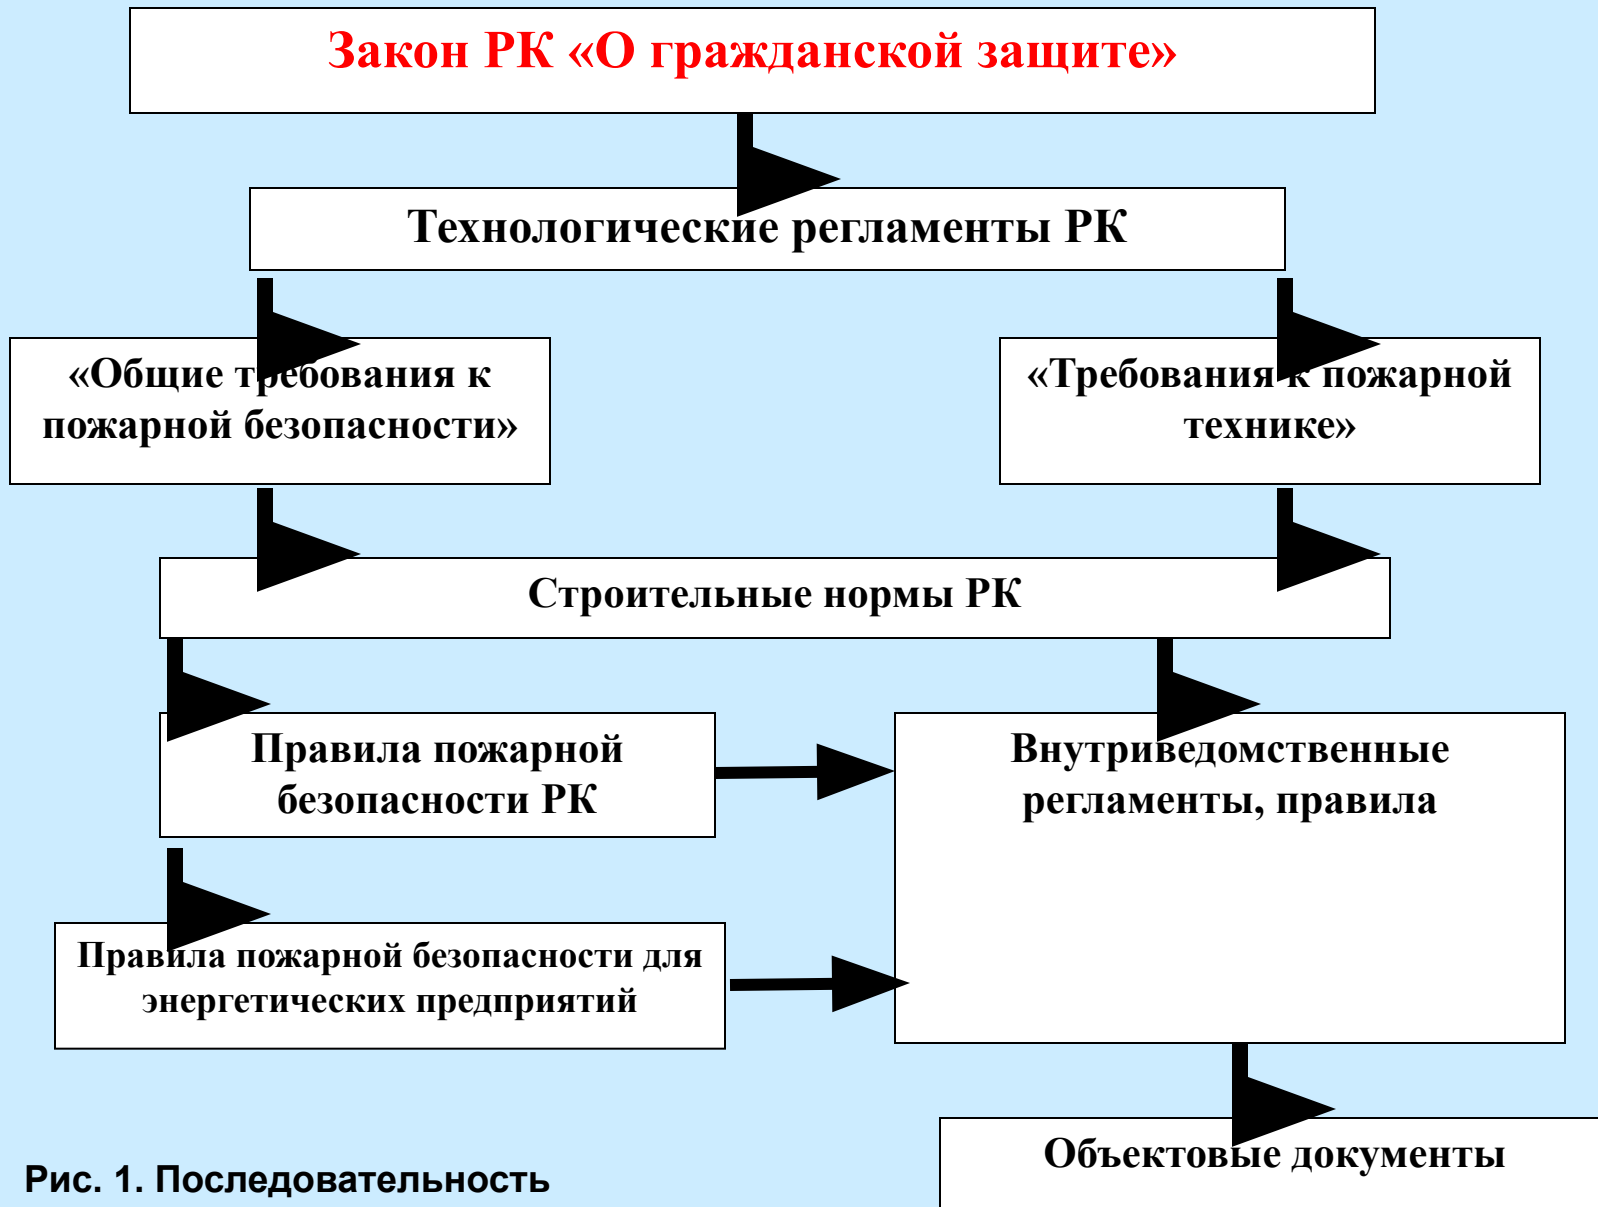 Закон РК «О гражданской защите»
Технологические регламенты РК
«Общие требования к
пожарной безопасности»
«Требования к пожарной
технике»
Строительные нормы РК
Правила пожарной
безопасности РК
Внутриведомственные
регламенты, правила
Правила пожарной безопасности для
энергетических предприятий
Объектовые документы
Рис. 1. Последовательность